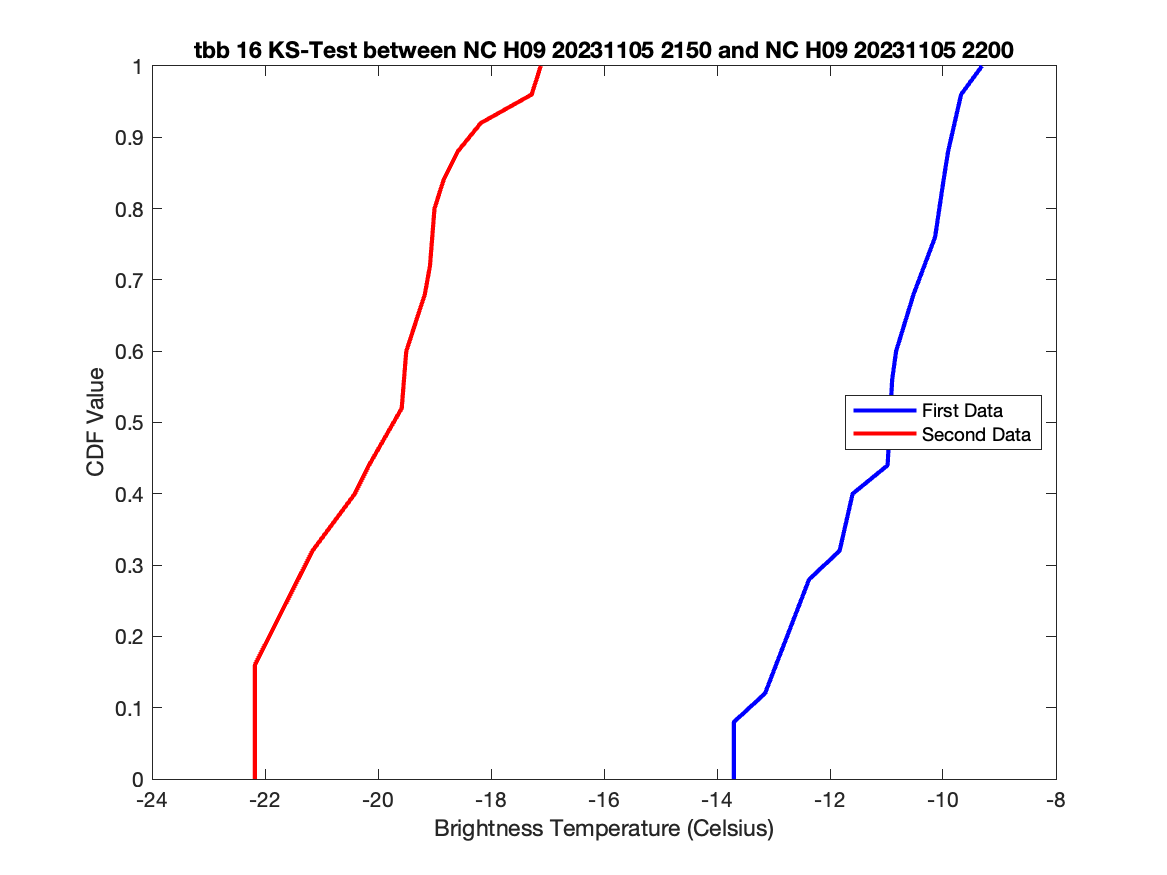 tbb 16 KS-Test between NC H09 20231105 2150 and NC H09 20231105 2200
1
0.9
0.8
0.7
0.6
0.5
0.4
0.3
0.2
0.1
0
CDF Value
First Data
Second Data
-24 -22 -20 -18 -16 -14 -12 -10 -8
Brightness Temperature (Celsius)